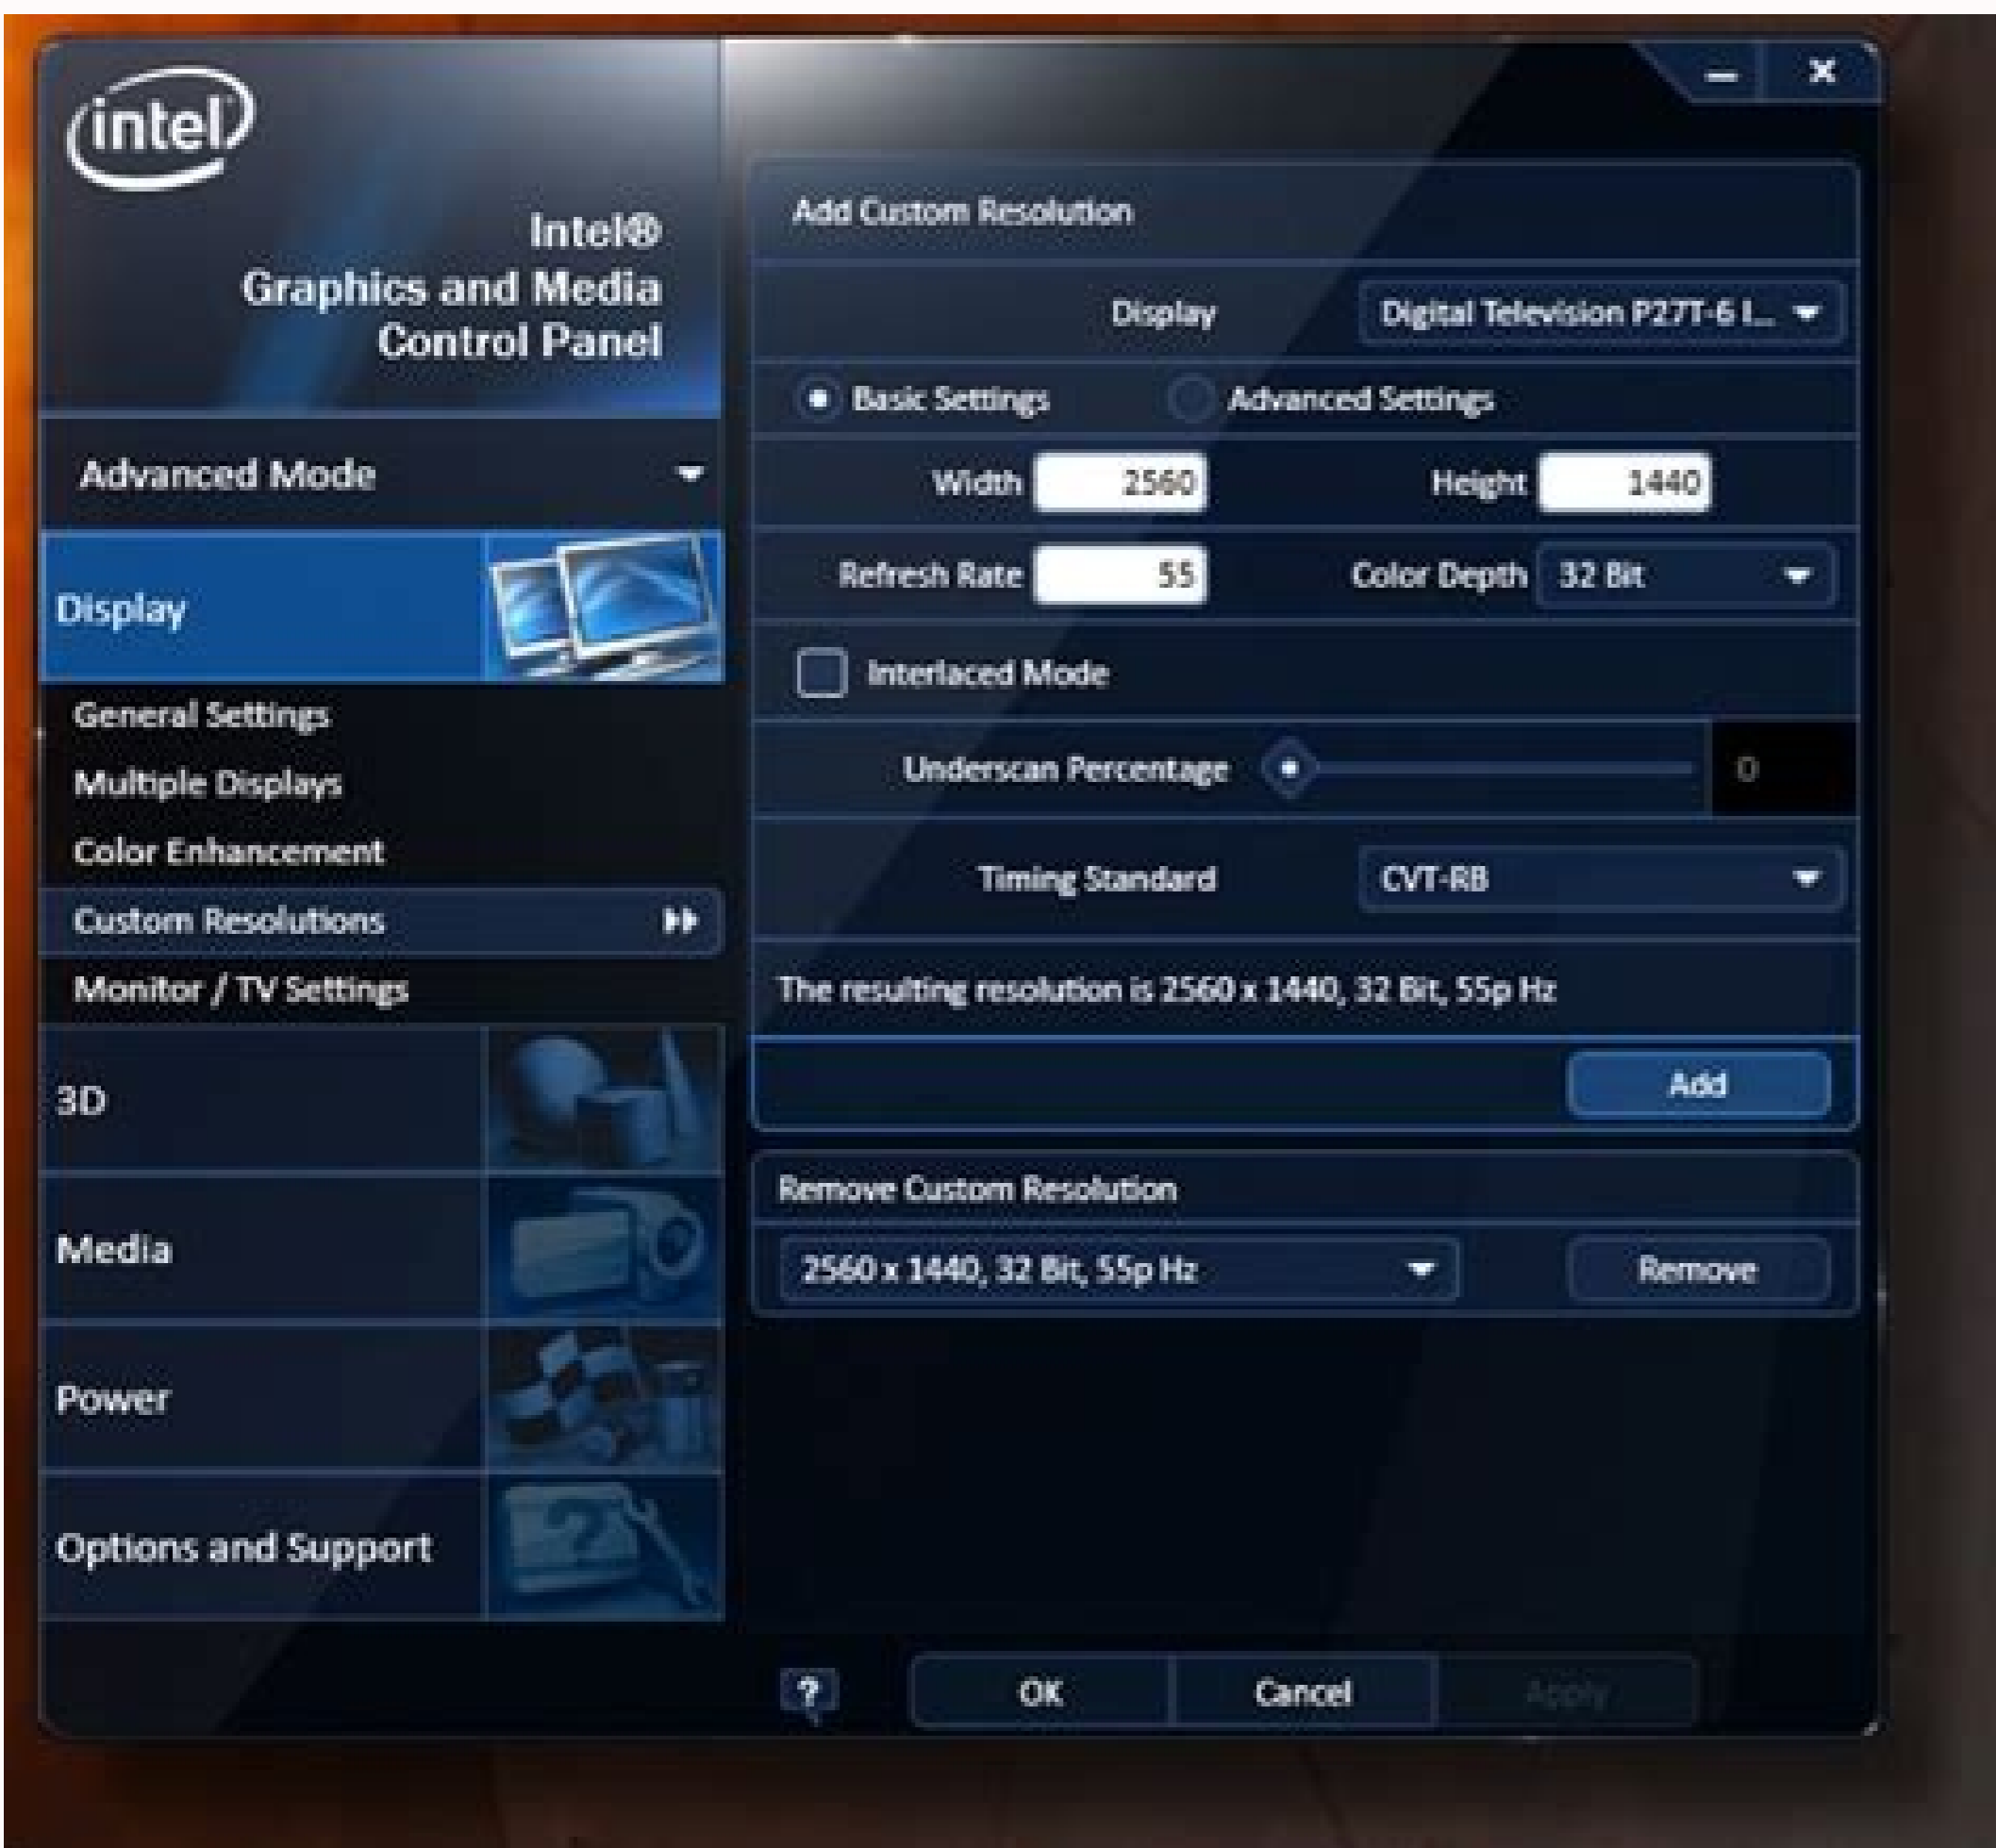 intel
Intel®
Graphics and Media
Control Panel
Advanced Mode
Display
General Settings
Multiple Displays
Color Enhancement
Custom Resolutions
Monitor / TV Settings
3D
Media
Power
Options and Support
Add Custom Resolution
Display Digital Television P27T-6 I...
Basic Settings Advanced Settings
Width 2560 Height 1440
Refresh Rate 55 Color Depth 32 Bit
Interlaced Mode
Underscan Percentage 0
Timing Standard CVT-RB
The resulting resolution is 2560 x 1440, 32 Bit, 55p Hz
Add
Remove Custom Resolution
2560 x 1440, 32 Bit, 55p Hz Remove
? OK Cancel Apply